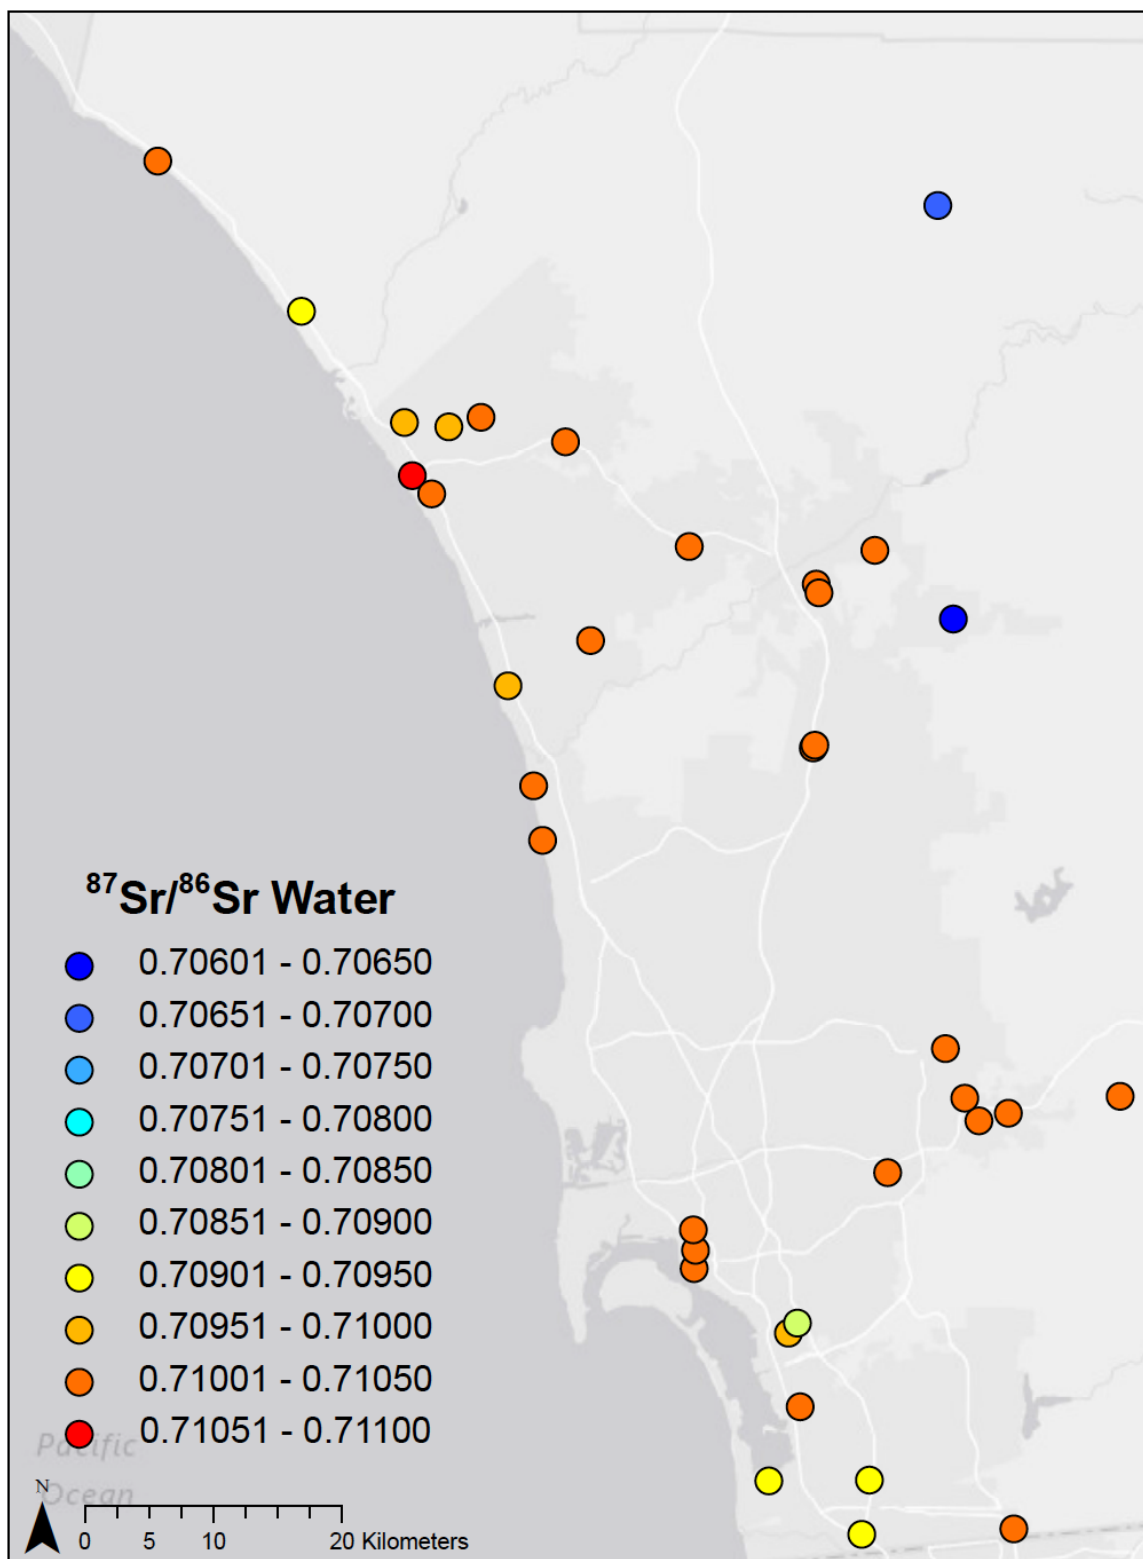 ⁸⁷Sr/⁸⁶Sr Water
0.70601 - 0.70650
0.70651 - 0.70700
0.70701 - 0.70750
0.70751 - 0.70800
0.70801 - 0.70850
0.70851 - 0.70900
0.70901 - 0.70950
0.70951 - 0.71000
0.71001 - 0.71050
0.71051 - 0.71100
Pacific
Ocean
N
0 5 10 20 Kilometers